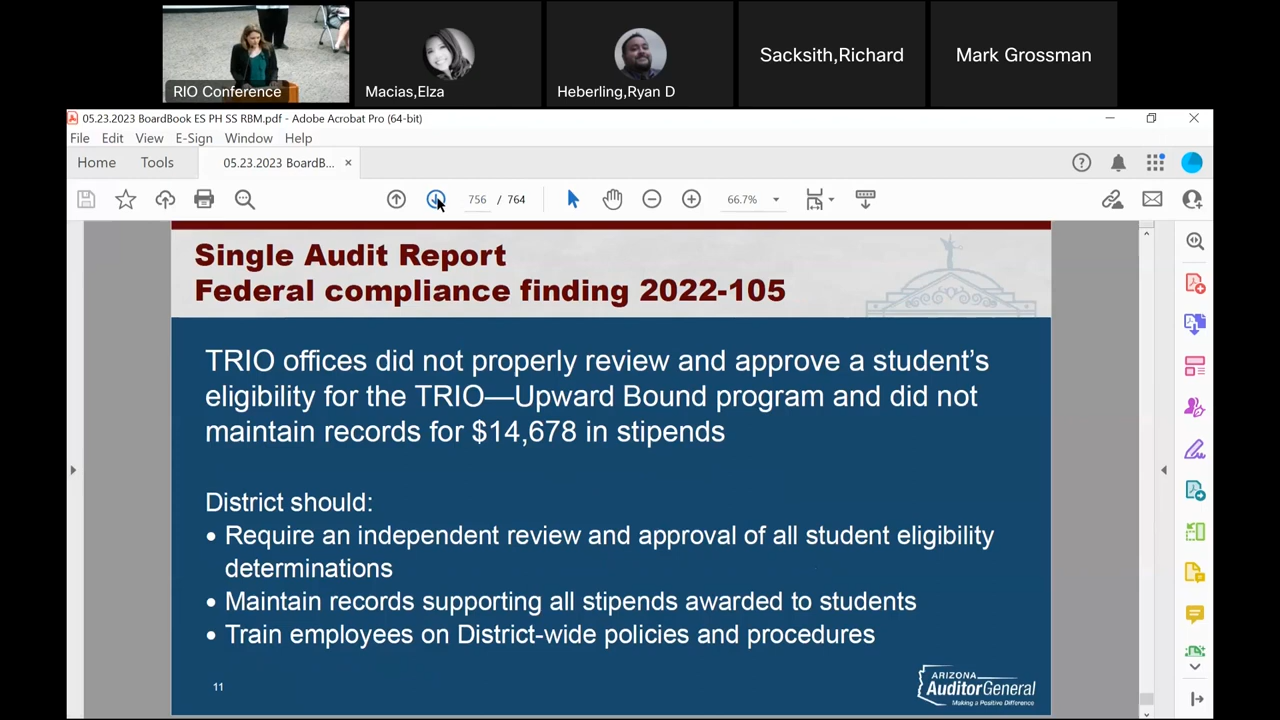 RIO Conference
Macias,Elza
Heberling,Ryan D
Sacksith,Richard
Mark Grossman
05.23.2023 BoardBook ES PH SS RBM.pdf - Adobe Acrobat Pro (64-bit)
File Edit View E-Sign Window Help
Home Tools 05.23.2023 BoardB... ×
756 / 764 66.7%
Single Audit Report
Federal compliance finding 2022-105
TRIO offices did not properly review and approve a student’s
eligibility for the TRIO—Upward Bound program and did not
maintain records for $14,678 in stipends
District should:
• Require an independent review and approval of all student eligibility
determinations
• Maintain records supporting all stipends awarded to students
• Train employees on District-wide policies and procedures
11
ARIZONA
AuditorGeneral
Making a Positive Difference